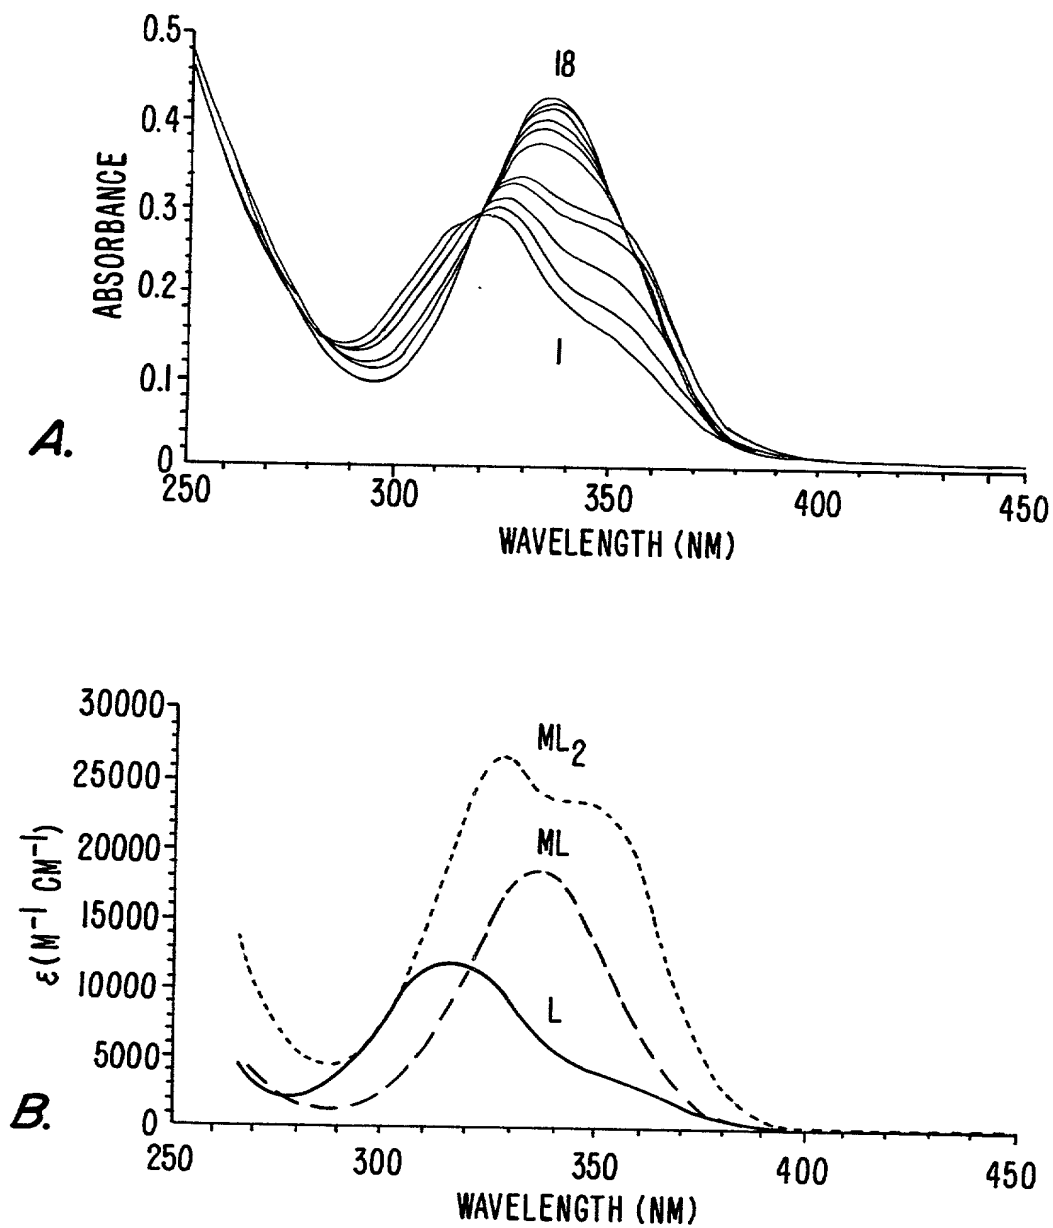 0.5
0.4
0.3
0.2
0.1
0
ABSORBANCE
18
1
A.
250
300
350
400
450
WAVELENGTH (NM)
30000
25000
20000
15000
10000
5000
0
ε (M⁻¹ CM⁻¹)
ML₂
ML
L
B.
250
300
350
400
450
WAVELENGTH (NM)